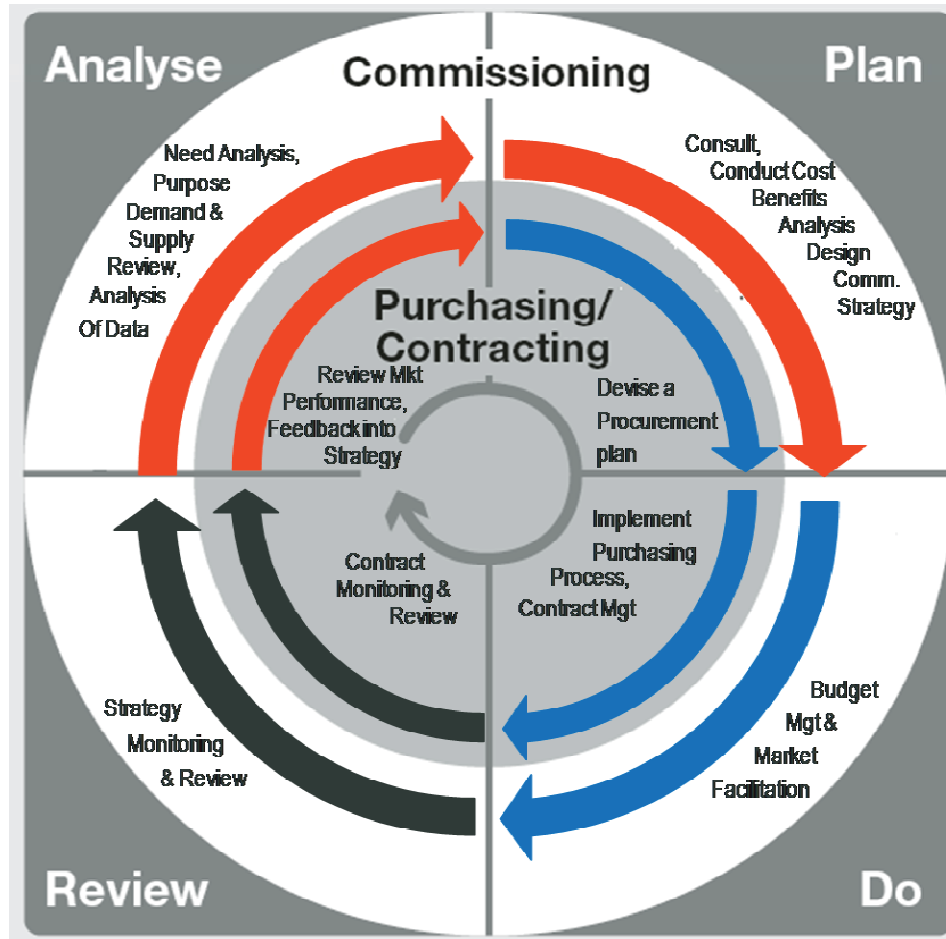 Analyse
Commissioning
Plan
Need Analysis,
Purpose
Demand &
Supply
Review,
Analysis
Of Data
Consult,
Conduct Cost
Benefits
Analysis
Design
Comm.
Strategy
Purchasing/
Contracting
Review Mkt
Performance,
Feedback into
Strategy
Devise a
Procurement
plan
Implement
Purchasing
Process,
Contract Mgt
Contract
Monitoring &
Review
Strategy
Monitoring
& Review
Budget
Mgt &
Market
Facilitation
Review
Do